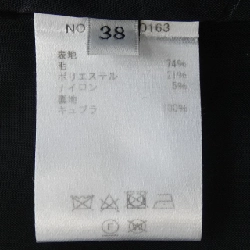 NO 0163
38
表地
毛 74%
ポリエステル 21%
ナイロン 5%
裏地
キュプラ 100%